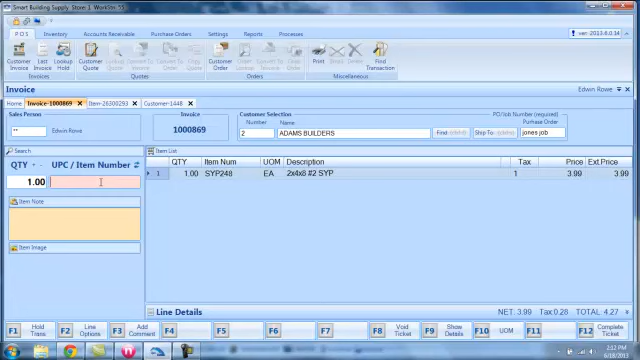 Smart Building Supply Store: 1 WorkStn: 55
P O S Inventory Accounts Receivable Purchase Orders Settings System Manager ver: 2013.6.0.34
Customer Invoice Last Invoice Lookup Hold Customer Quote Customer Order Print Find Transaction
Invoices Quotes Orders Miscellaneous
Invoice Edwin Rowe
Home Invoice-1000869 Item-26300293 Customer-1448
Sales Person Invoice Customer Selection PO/Job Number (Required)
Number Name Purchase Order
** Edwin Rowe 1000869 2 ADAMS BUILDERS Find Ship To jones job
Search Item List
QTY UPC / Item Number QTY Item Num UOM Description Tax Price Ext.Price
1.00 1 1.00 SYP248 EA 2x4x8 #2 SYP 1 3.99 3.99
Item Note
Item Image
Line Details NET: 3.99 Tax: 0.28 TOTAL: 4.27
F1 Hold Trans. F2 Line Options F3 Add Comment F4 F5 F6 F7 F8 Void Ticket F9 Show Details F10 UOM F11 F12 Complete Ticket
2:12 PM